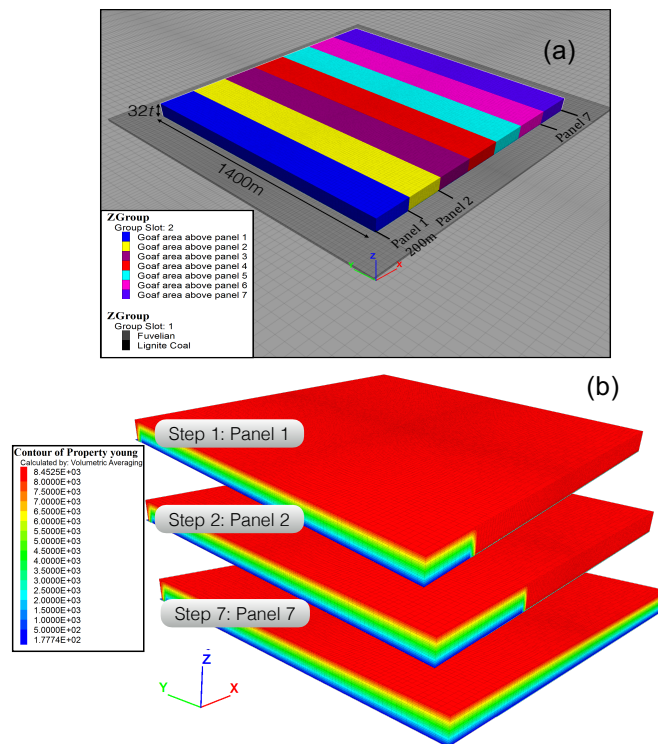 (a)
32t
1400m
Panel 7
Panel 2
Panel 1
200m
z
Y
x
ZGroup
Group Slot: 2
Goaf area above panel 1
Goaf area above panel 2
Goaf area above panel 3
Goaf area above panel 4
Goaf area above panel 5
Goaf area above panel 6
Goaf area above panel 7
ZGroup
Group Slot: 1
Fuvelian
Lignite Coal
(b)
Step 1: Panel 1
Step 2: Panel 2
Step 7: Panel 7
Contour of Property young
Calculated by: Volumetric Averaging
8.4525E+03
8.0000E+03
7.5000E+03
7.0000E+03
6.5000E+03
6.0000E+03
5.5000E+03
5.0000E+03
4.5000E+03
4.0000E+03
3.5000E+03
3.0000E+03
2.5000E+03
2.0000E+03
1.5000E+03
1.0000E+03
5.0000E+02
1.7774E+02
Z
Y
X